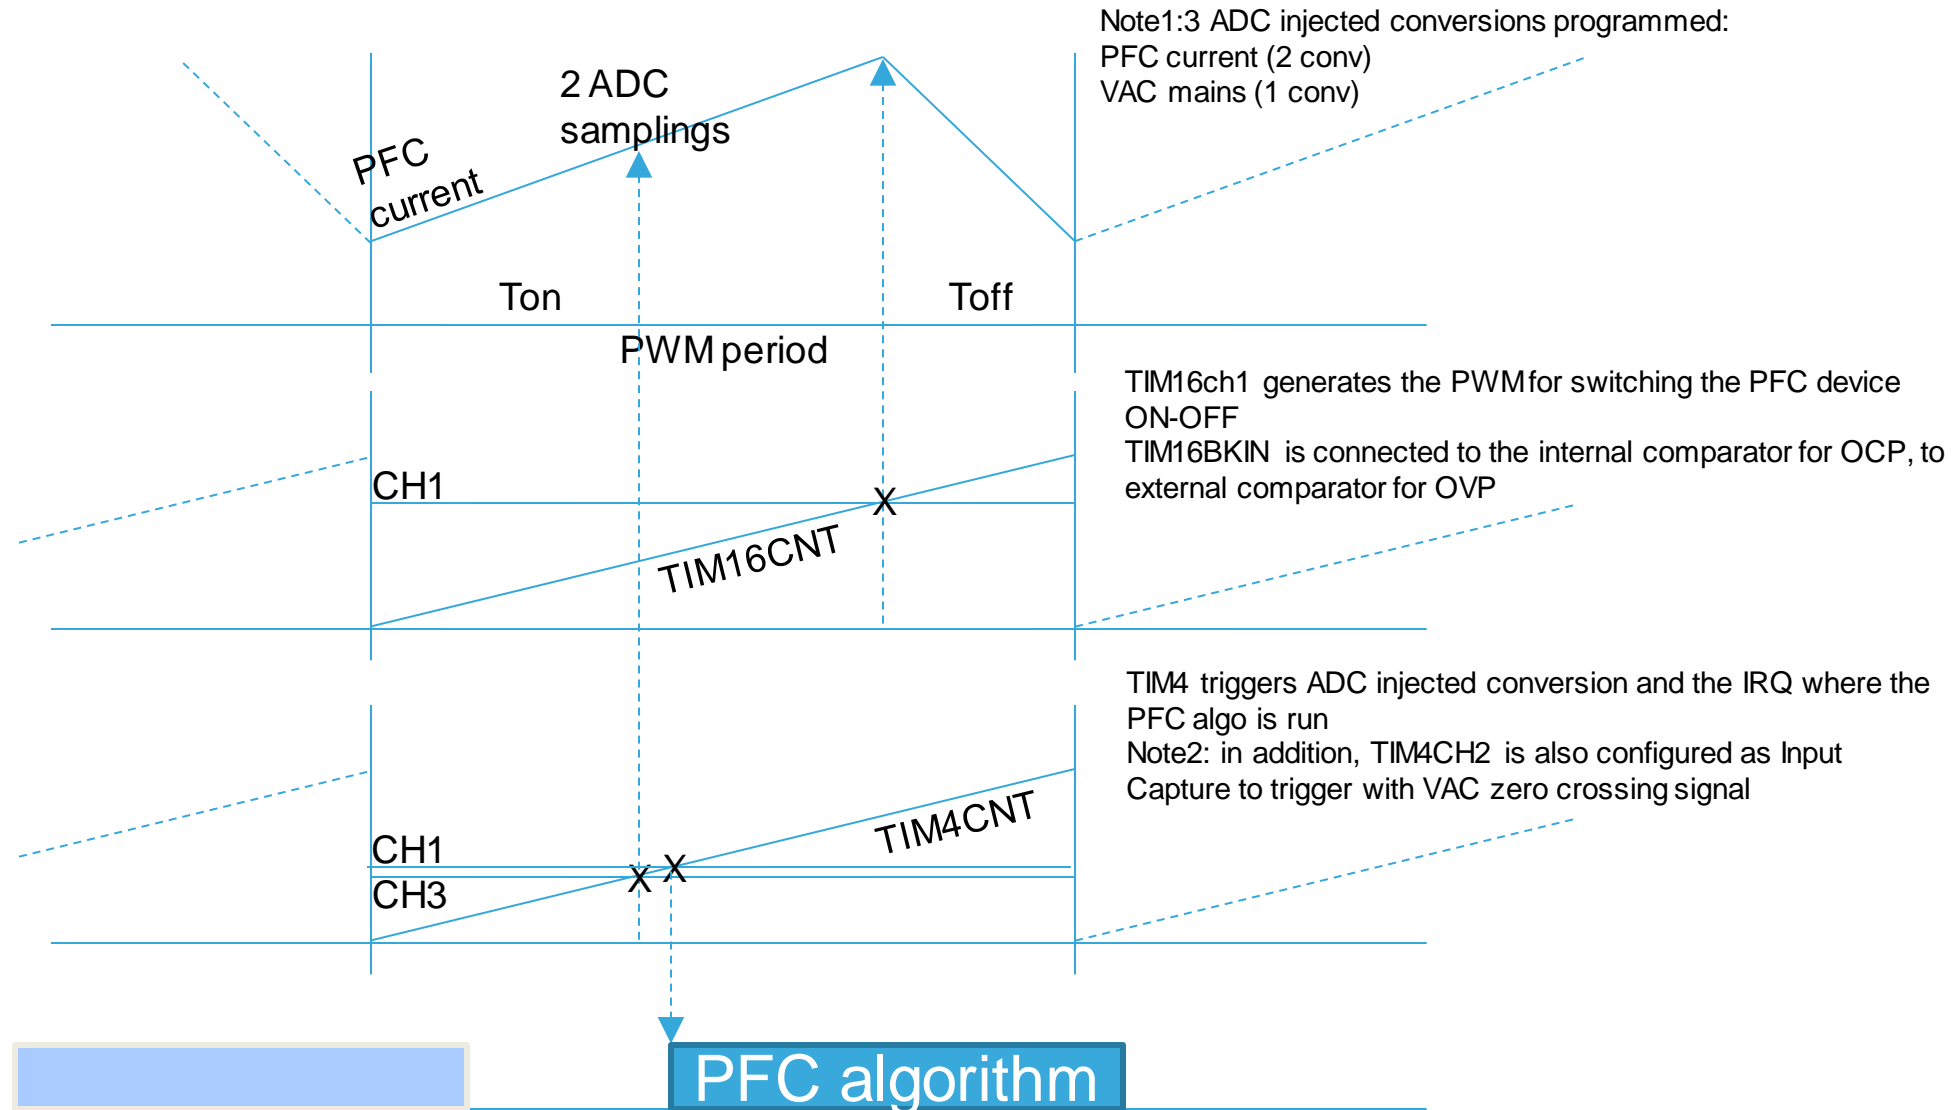 Note1:3 ADC injected conversions programmed:
PFC current (2 conv)
VAC mains (1 conv)
2 ADC
samplings
PFC
current
Ton
Toff
PWM period
TIM16ch1 generates the PWM for switching the PFC device
ON-OFF
TIM16BKIN is connected to the internal comparator for OCP, to
external comparator for OVP
CH1
X
TIM16CNT
TIM4 triggers ADC injected conversion and the IRQ where the
PFC algo is run
Note2: in addition, TIM4CH2 is also configured as Input
Capture to trigger with VAC zero crossing signal
TIM4CNT
CH1
X X
CH3
PFC algorithm